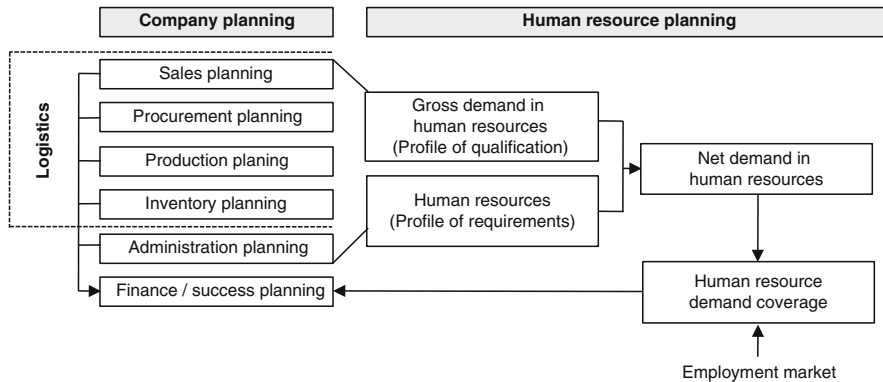 Company planning
Human resource planning
Logistics
Sales planning
Procurement planning
Production planing
Inventory planning
Administration planning
Finance / success planning
Gross demand in
human resources
(Profile of qualification)
Human resources
(Profile of requirements)
Net demand in
human resources
Human resource
demand coverage
Employment market